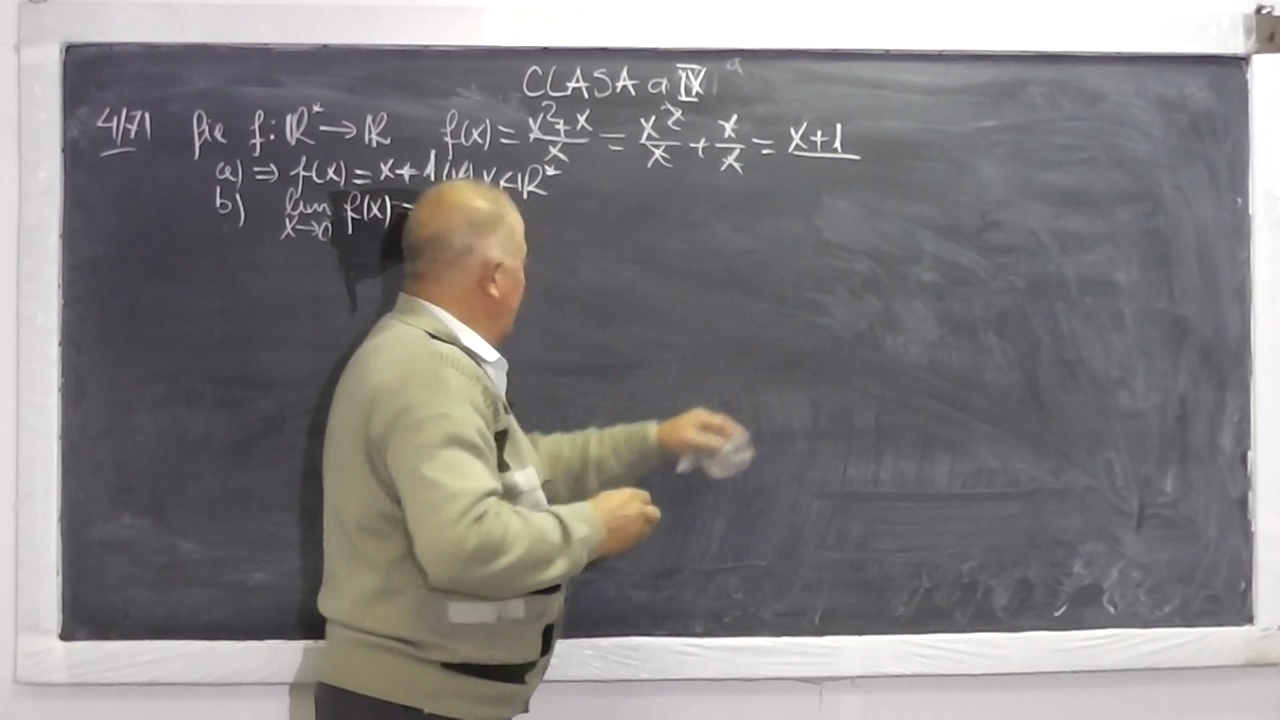 CLASA a IX a
4/71 fie f: ℝ* → ℝ f(x) = x²+x/x = x²/x + x/x = x+1
a) ⇒ f(x) = x+1 (∀) x∈ℝ*
b) lim x→0 f(x) =